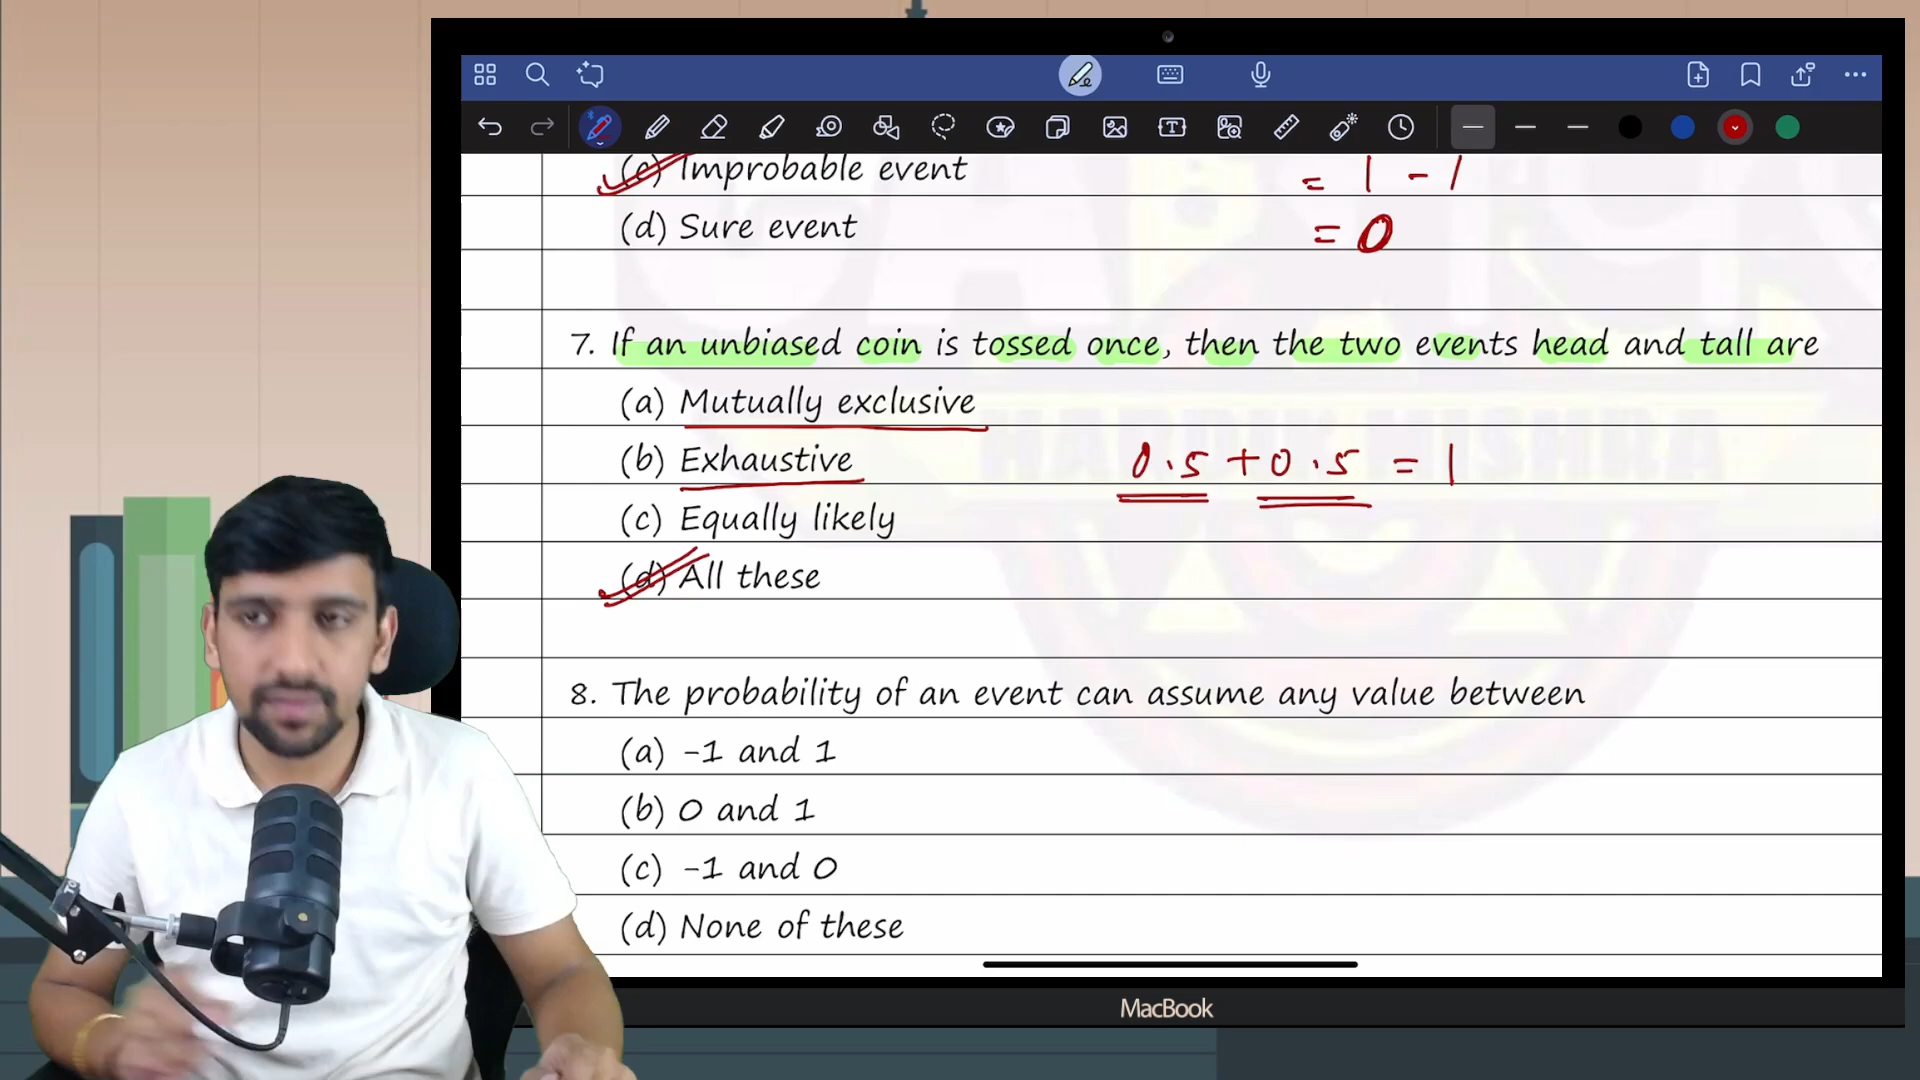 (c) Improbable event
= 1 - 1
(d) Sure event
= 0
7. If an unbiased coin is tossed once, then the two events head and tall are
(a) Mutually exclusive
(b) Exhaustive
0.5 + 0.5 = 1
(c) Equally likely
(d) All these
8. The probability of an event can assume any value between
(a) -1 and 1
(b) 0 and 1
(c) -1 and 0
(d) None of these
MacBook